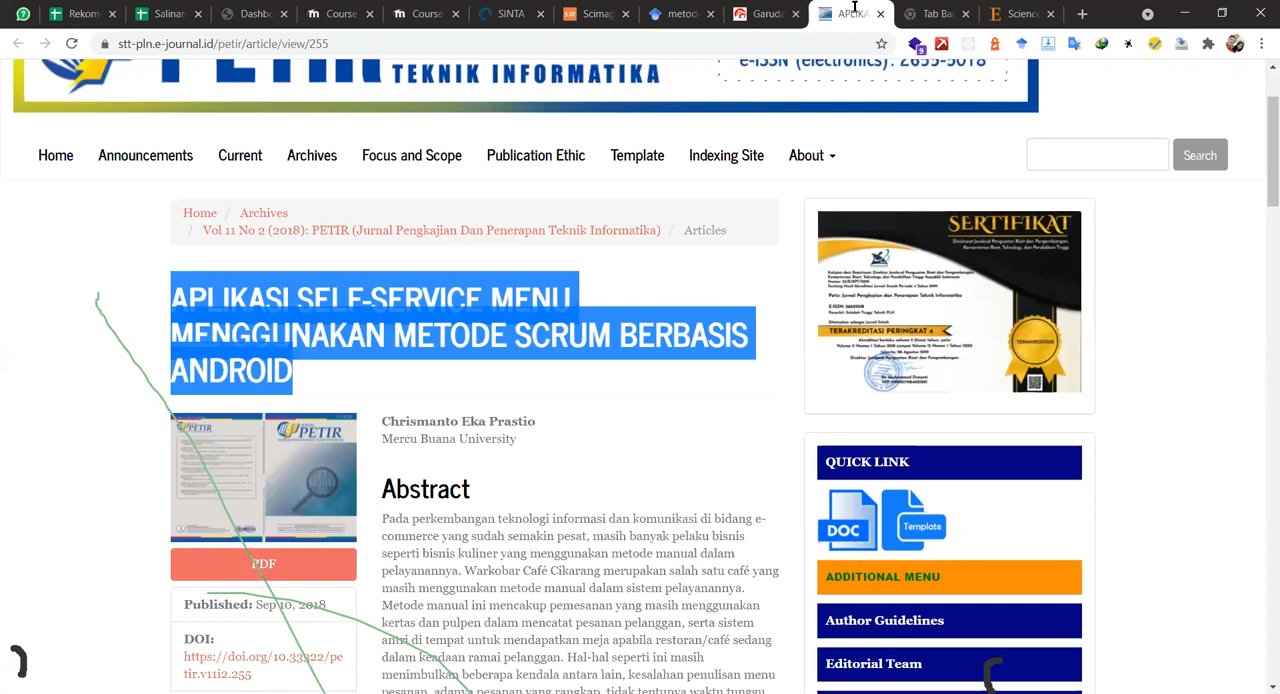 Rekom
Salinar
Dashb
Course
Course
SINTA
SIR
Scimag
metod
Garuda
APLIKA
Tab Ba
Science
stt-pln.e-journal.id/petir/article/view/255
9
PETIR TEKNIK INFORMATIKA
e-ISSN (electronics): 2655-5018
Home Announcements Current Archives Focus and Scope Publication Ethic Template Indexing Site About
Search
Home / Archives
/ Vol 11 No 2 (2018): PETIR (Jurnal Pengkajian Dan Penerapan Teknik Informatika) / Articles
APLIKASI SELF-SERVICE MENU
MENGGUNAKAN METODE SCRUM BERBASIS
ANDROID
PETIR
PETIR
PDF
Published: Sep 10, 2018
DOI:
https://doi.org/10.33322/pe
tir.v11i2.255
Chrismanto Eka Prastio
Mercu Buana University
Abstract
Pada perkembangan teknologi informasi dan komunikasi di bidang e-
commerce yang sudah semakin pesat, masih banyak pelaku bisnis
seperti bisnis kuliner yang menggunakan metode manual dalam
pelayanannya. Warkobar Café Cikarang merupakan salah satu café yang
masih menggunakan metode manual dalam sistem pelayanannya.
Metode manual ini mencakup pemesanan yang masih menggunakan
kertas dan pulpen dalam mencatat pesanan pelanggan, serta sistem
antri di tempat untuk mendapatkan meja apabila restoran/café sedang
dalam keadaan ramai pelanggan. Hal-hal seperti ini masih
menimbulkan beberapa kendala antara lain, kesalahan penulisan menu
pesanan, adanya pesanan yang rangkap, tidak tentunya waktu tunggu
SERTIFIKAT
TERAKREDITASI PERINGKAT 4
TERAKREDITASI
QUICK LINK
DOC
Template
ADDITIONAL MENU
Author Guidelines
Editorial Team